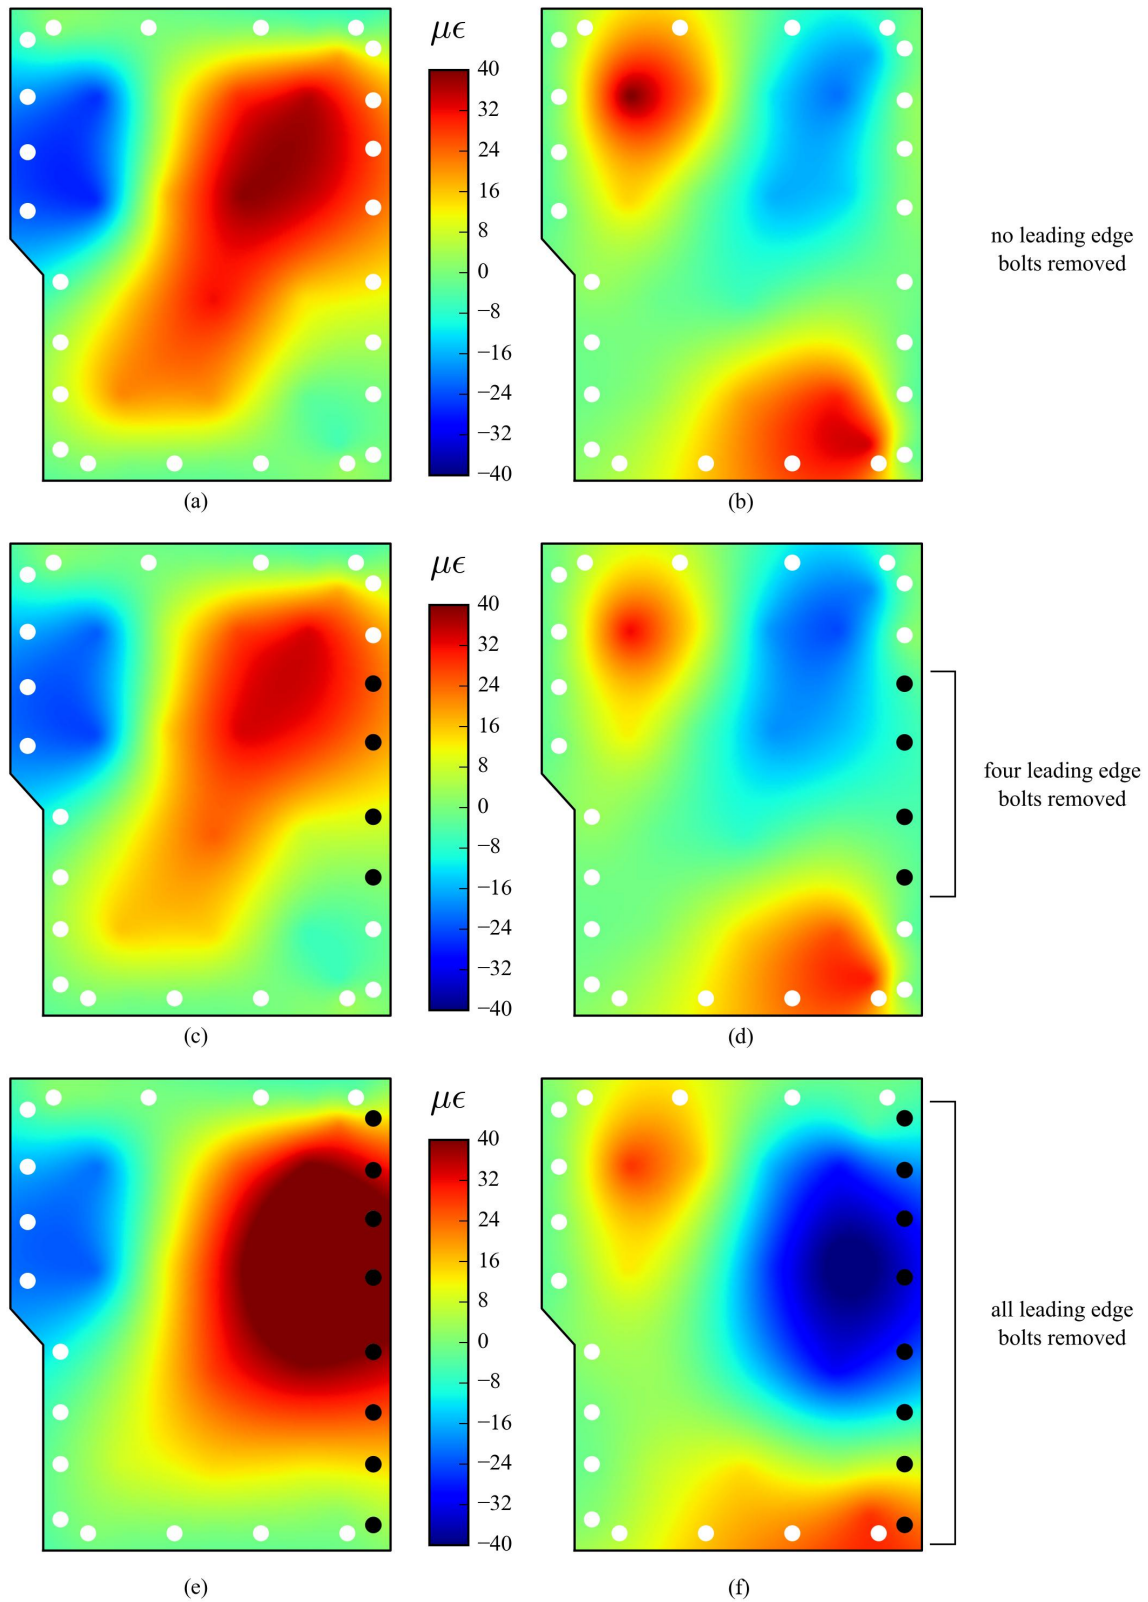 με
40
32
24
16
8
0
−8
−16
−24
−32
−40
(a)
(b)
no leading edge
bolts removed
με
40
32
24
16
8
0
−8
−16
−24
−32
−40
(c)
(d)
four leading edge
bolts removed
με
40
32
24
16
8
0
−8
−16
−24
−32
−40
(e)
(f)
all leading edge
bolts removed